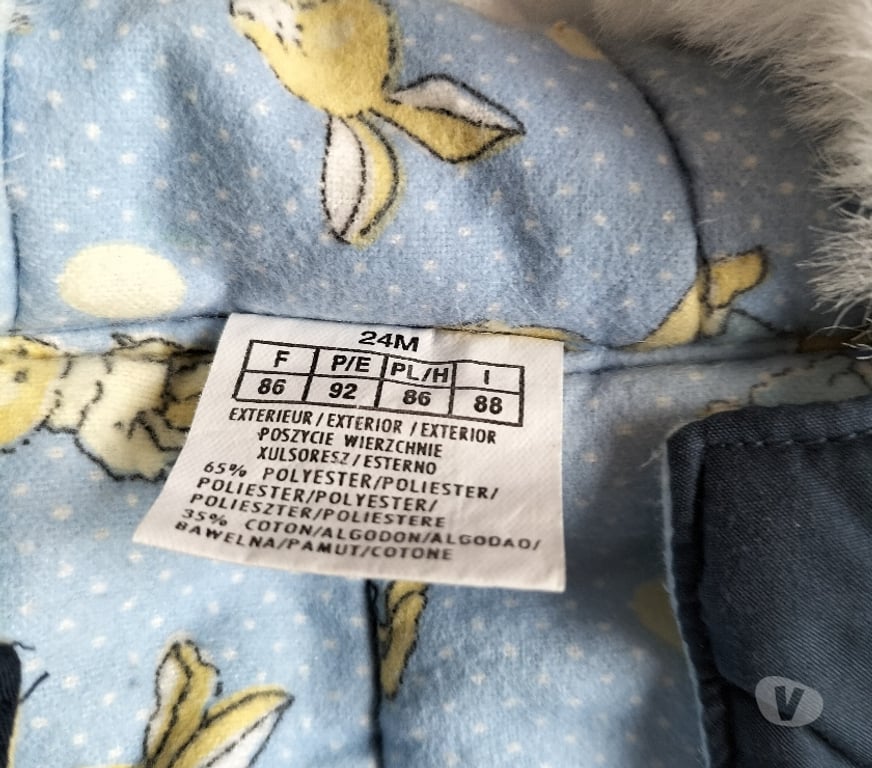 24M
F P/E PL/H I
86 92 86 88
EXTERIEUR/EXTERIOR/EXTERIOR
POSZYCIE WIERZCHNIE
XULSORESZ/ESTERNO
65% POLYESTER/POLIESTER/
POLIESTER/POLYESTER/
POLIESZTER/POLIESTERE
35% COTON/ALGODON/ALGODAO/
BAWELNA/PAMUT/COTONE
V